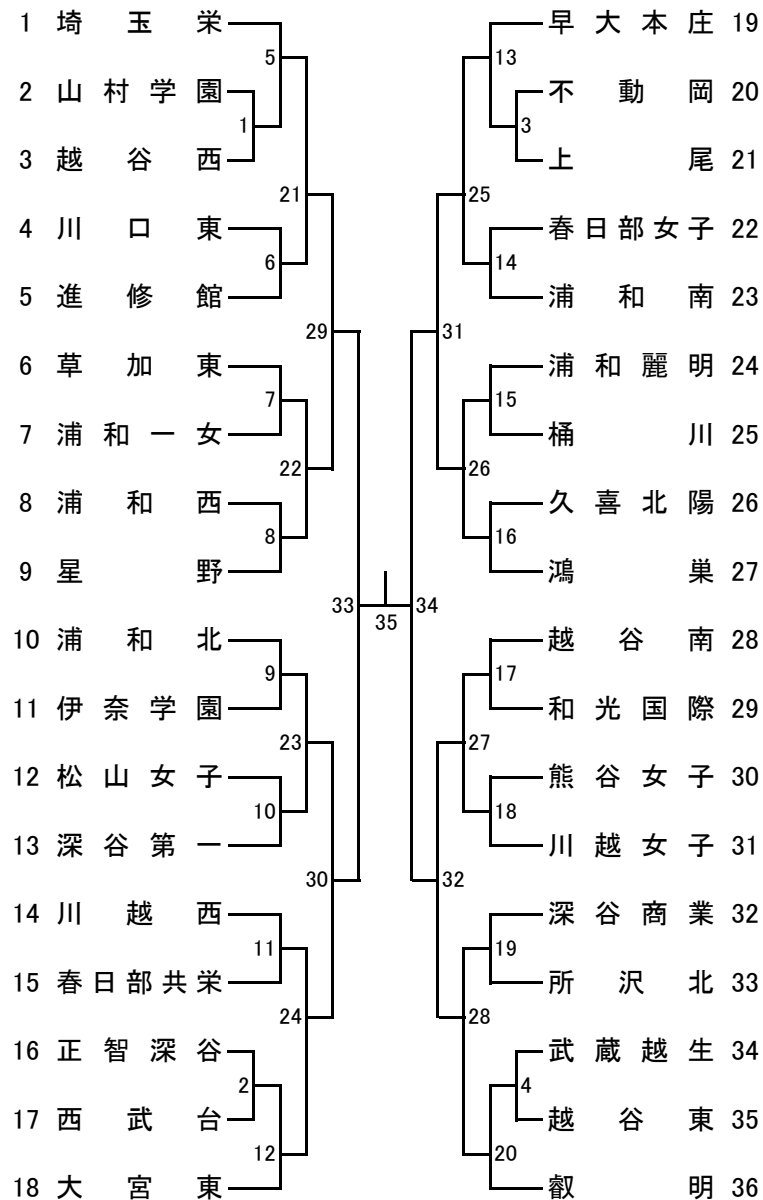 1 埼玉栄
5
2 山村学園
1
3 越谷西
21
4 川口東
6
5 進修館
29
6 草加東
7
7 浦和一女
22
8 浦和西
8
9 星野
33
10 浦和北
9
11 伊奈学園
23
12 松山女子
10
13 深谷第一
30
14 川越西
11
15 春日部共栄
24
16 正智深谷
2
17 西武台
12
18 大宮東
35
早大本庄 19
13
不動岡 20
3
上尾 21
25
春日部女子 22
14
浦和南 23
31
浦和麗明 24
15
桶川 25
26
久喜北陽 26
16
鴻巣 27
34
越谷南 28
17
和光国際 29
27
熊谷女子 30
18
川越女子 31
32
深谷商業 32
19
所沢北 33
28
武蔵越生 34
4
越谷東 35
20
叡明 36